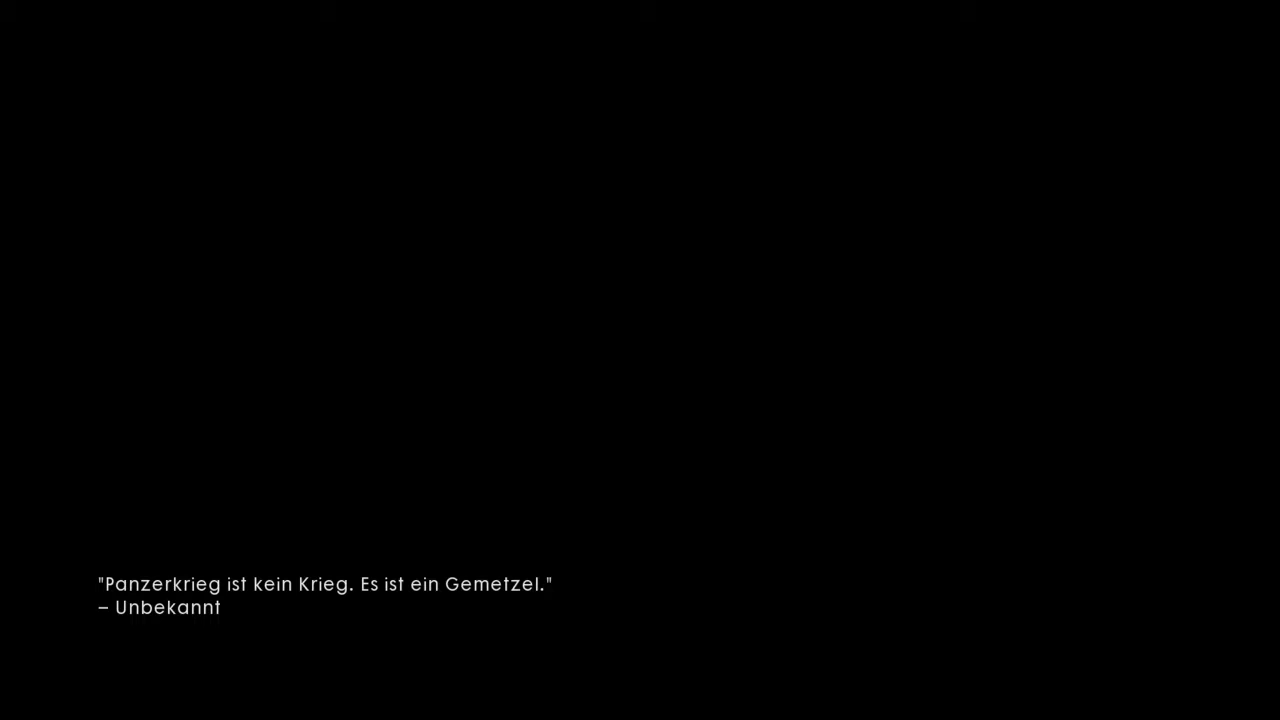 "Panzerkrieg ist kein Krieg. Es ist ein Gemetzel."
– Unbekannt